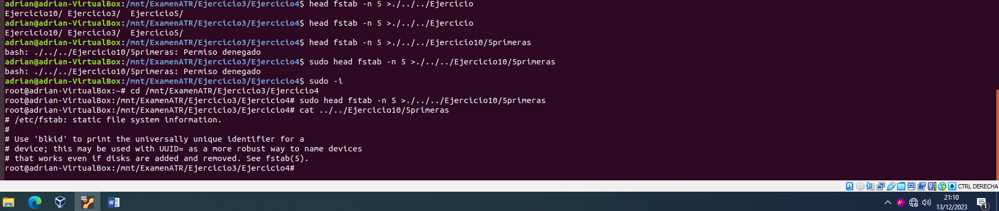 adrian@adrian-VirtualBox:/mnt/ExamenATR/Ejercicio3/Ejercicio4$ head fstab -n 5 >./../../Ejercicio
Ejercicio10/ Ejercicio3/  Ejercicio5/
adrian@adrian-VirtualBox:/mnt/ExamenATR/Ejercicio3/Ejercicio4$ head fstab -n 5 >./../../Ejercicio
Ejercicio10/ Ejercicio3/  Ejercicio5/
adrian@adrian-VirtualBox:/mnt/ExamenATR/Ejercicio3/Ejercicio4$ head fstab -n 5 >./../../Ejercicio10/5primeras
bash: ./../../Ejercicio10/5primeras: Permiso denegado
adrian@adrian-VirtualBox:/mnt/ExamenATR/Ejercicio3/Ejercicio4$ sudo head fstab -n 5 >./../../Ejercicio10/5primeras
bash: ./../../Ejercicio10/5primeras: Permiso denegado
adrian@adrian-VirtualBox:/mnt/ExamenATR/Ejercicio3/Ejercicio4$ sudo -i
root@adrian-VirtualBox:~# cd /mnt/ExamenATR/Ejercicio3/Ejercicio4
root@adrian-VirtualBox:/mnt/ExamenATR/Ejercicio3/Ejercicio4# sudo head fstab -n 5 >./../../Ejercicio10/5primeras
root@adrian-VirtualBox:/mnt/ExamenATR/Ejercicio3/Ejercicio4# cat ../../Ejercicio10/5primeras
# /etc/fstab: static file system information.
#
# Use 'blkid' to print the universally unique identifier for a
# device; this may be used with UUID= as a more robust way to name devices
# that works even if disks are added and removed. See fstab(5).
root@adrian-VirtualBox:/mnt/ExamenATR/Ejercicio3/Ejercicio4#
CTRL DERECHA
64
W
21:10
13/12/2023
1